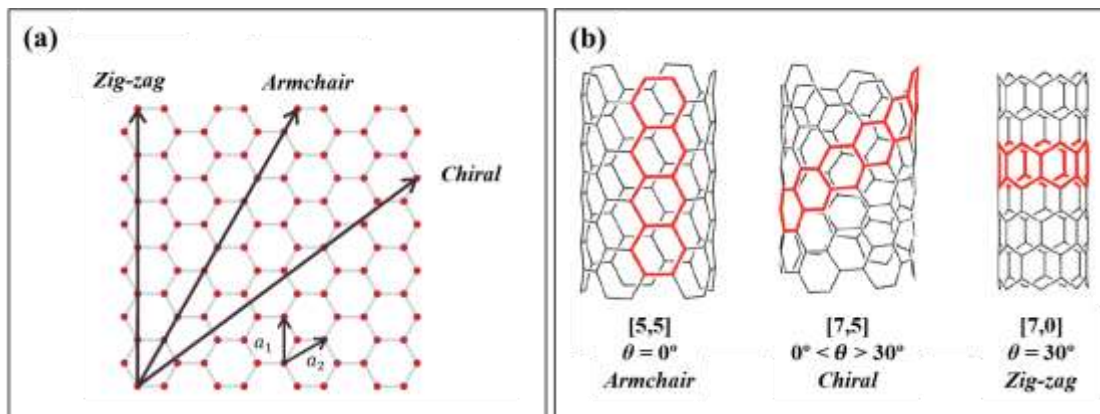 (a)
Zig-zag
Armchair
Chiral
a₁
a₂
(b)
[5,5]
θ = 0º
Armchair
[7,5]
0º < θ > 30º
Chiral
[7,0]
θ = 30º
Zig-zag